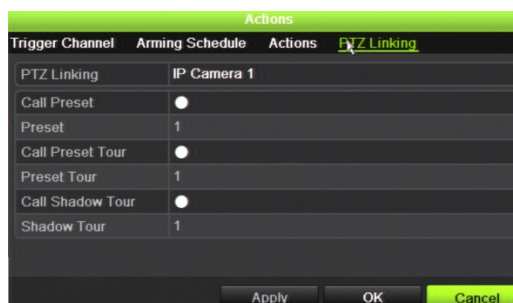 Actions
Trigger Channel Arming Schedule Actions PTZ Linking
PTZ Linking IP Camera 1
Call Preset
Preset 1
Call Preset Tour
Preset Tour 1
Call Shadow Tour
Shadow Tour 1
Apply OK Cancel